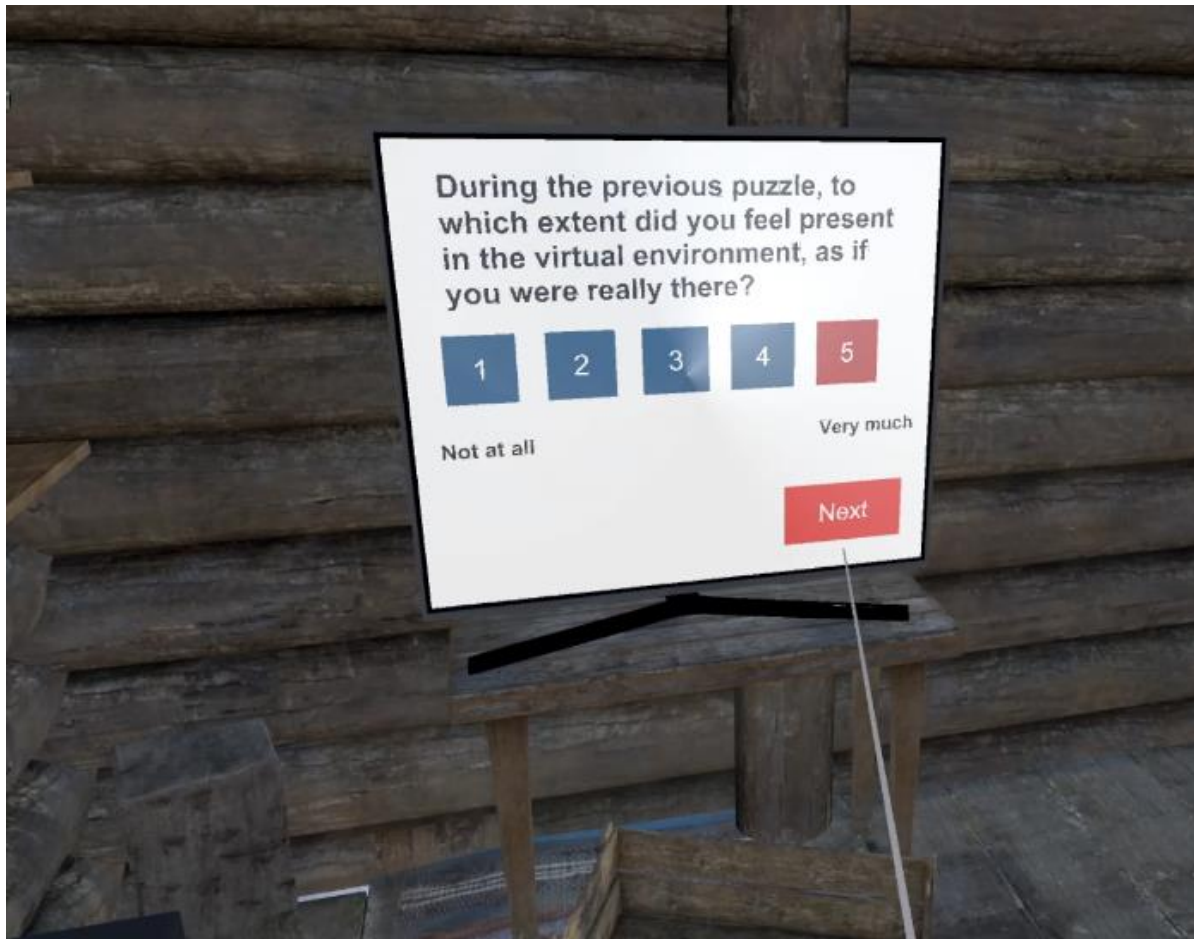 During the previous puzzle, to
which extent did you feel present
in the virtual environment, as if
you were really there?
1 2 3 4 5
Not at all
Very much
Next